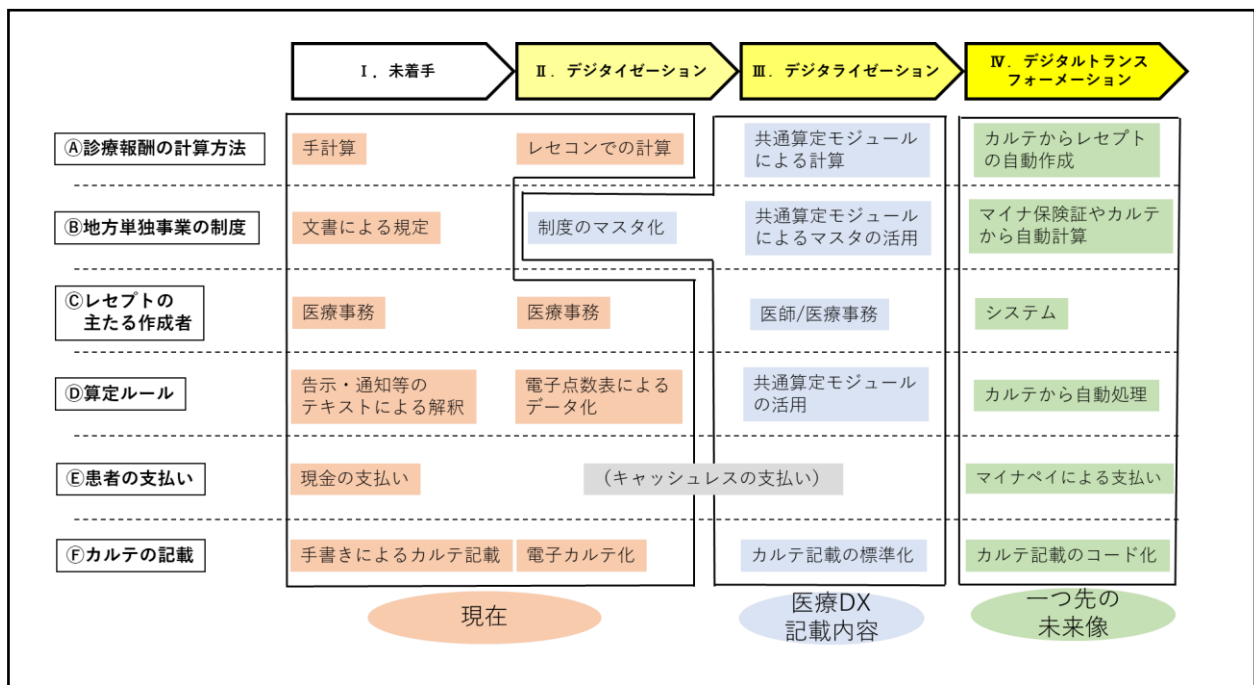 Ⅰ．未着手
Ⅱ．デジタイゼーション
Ⅲ．デジタライゼーション
Ⅳ．デジタルトランス
フォーメーション
Ⓐ診療報酬の計算方法
手計算
レセコンでの計算
共通算定モジュール
による計算
カルテからレセプト
の自動作成
Ⓑ地方単独事業の制度
文書による規定
制度のマスタ化
共通算定モジュール
によるマスタの活用
マイナ保険証やカルテ
から自動計算
Ⓒレセプトの
主たる作成者
医療事務
医療事務
医師/医療事務
システム
Ⓓ算定ルール
告示・通知等の
テキストによる解釈
電子点数表による
データ化
共通算定モジュール
の活用
カルテから自動処理
Ⓔ患者の支払い
現金の支払い
（キャッシュレスの支払い）
マイナペイによる支払い
Ⓕカルテの記載
手書きによるカルテ記載
電子カルテ化
カルテ記載の標準化
カルテ記載のコード化
現在
医療DX
記載内容
一つ先の
未来像